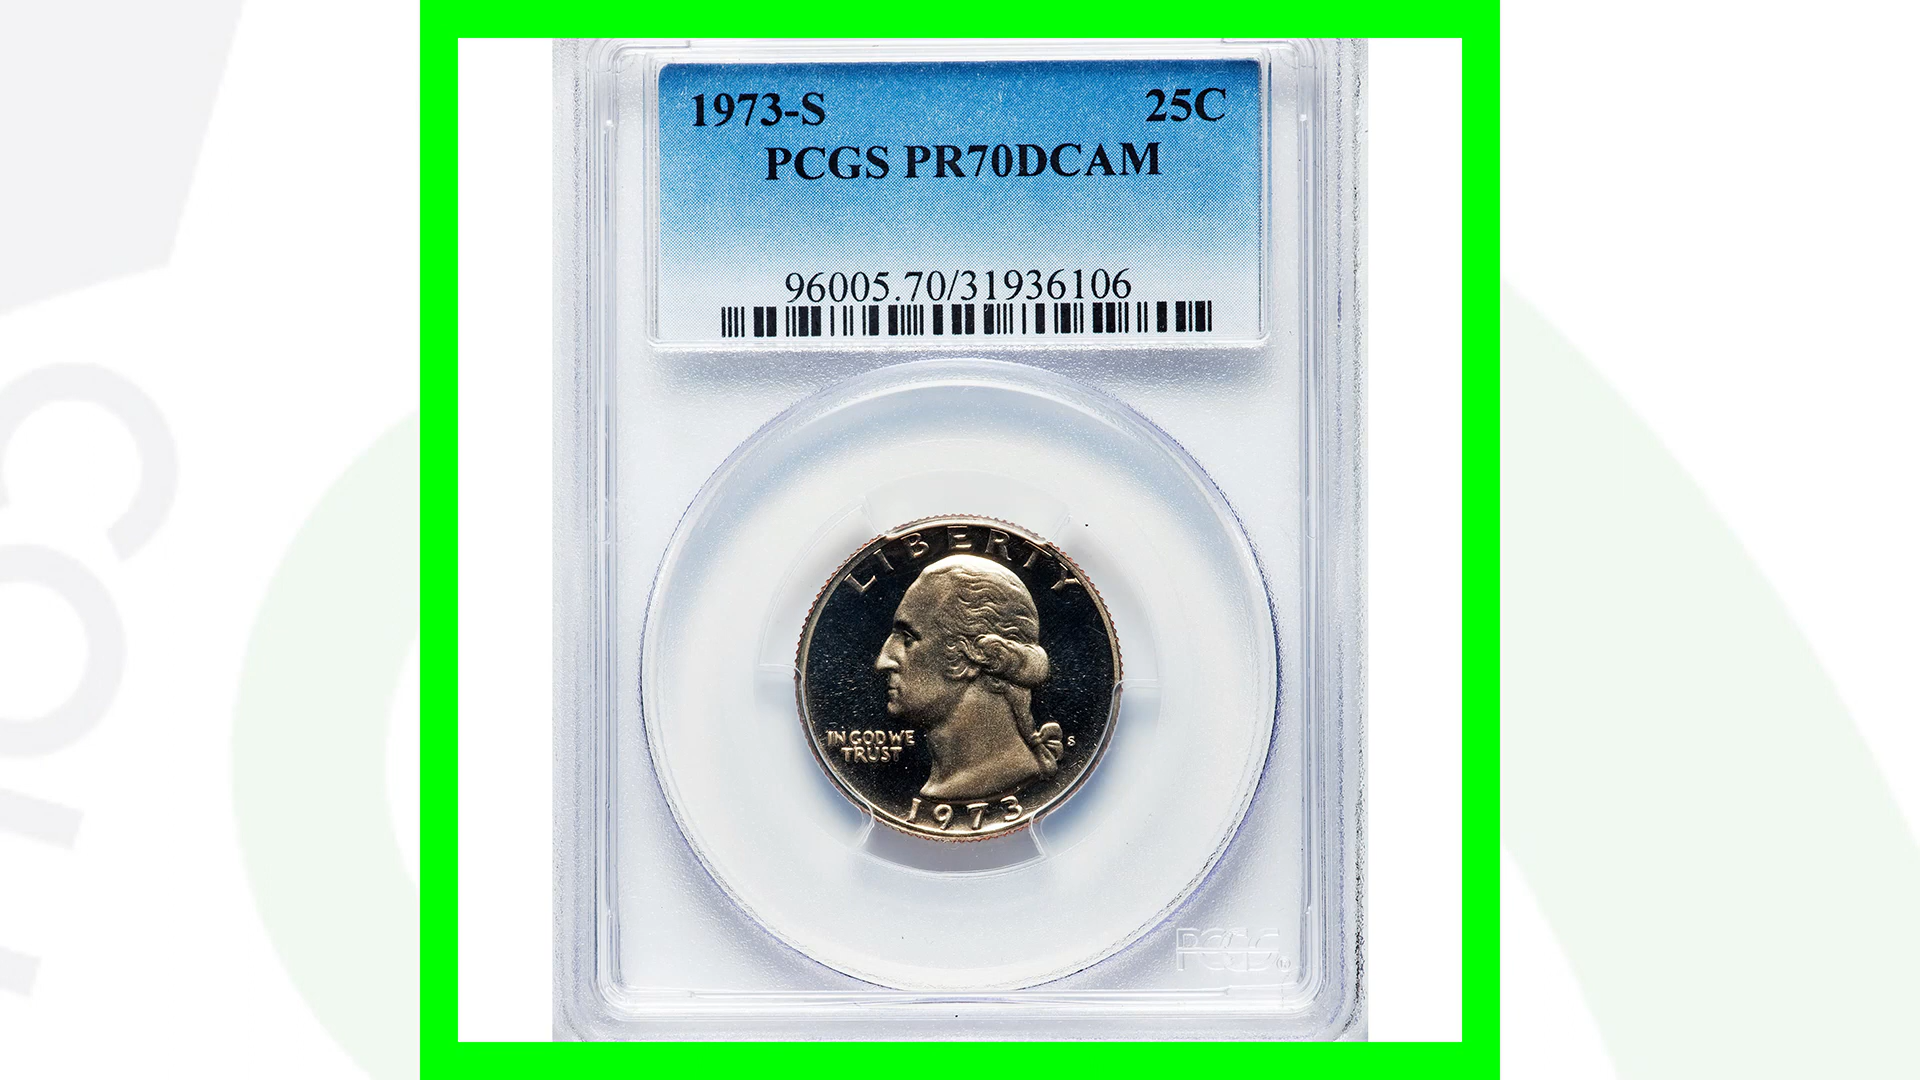 1973-S 25C
PCGS PR70DCAM
96005.70/31936106
LIBERTY
IN GOD WE
TRUST
S
1973
PCGS